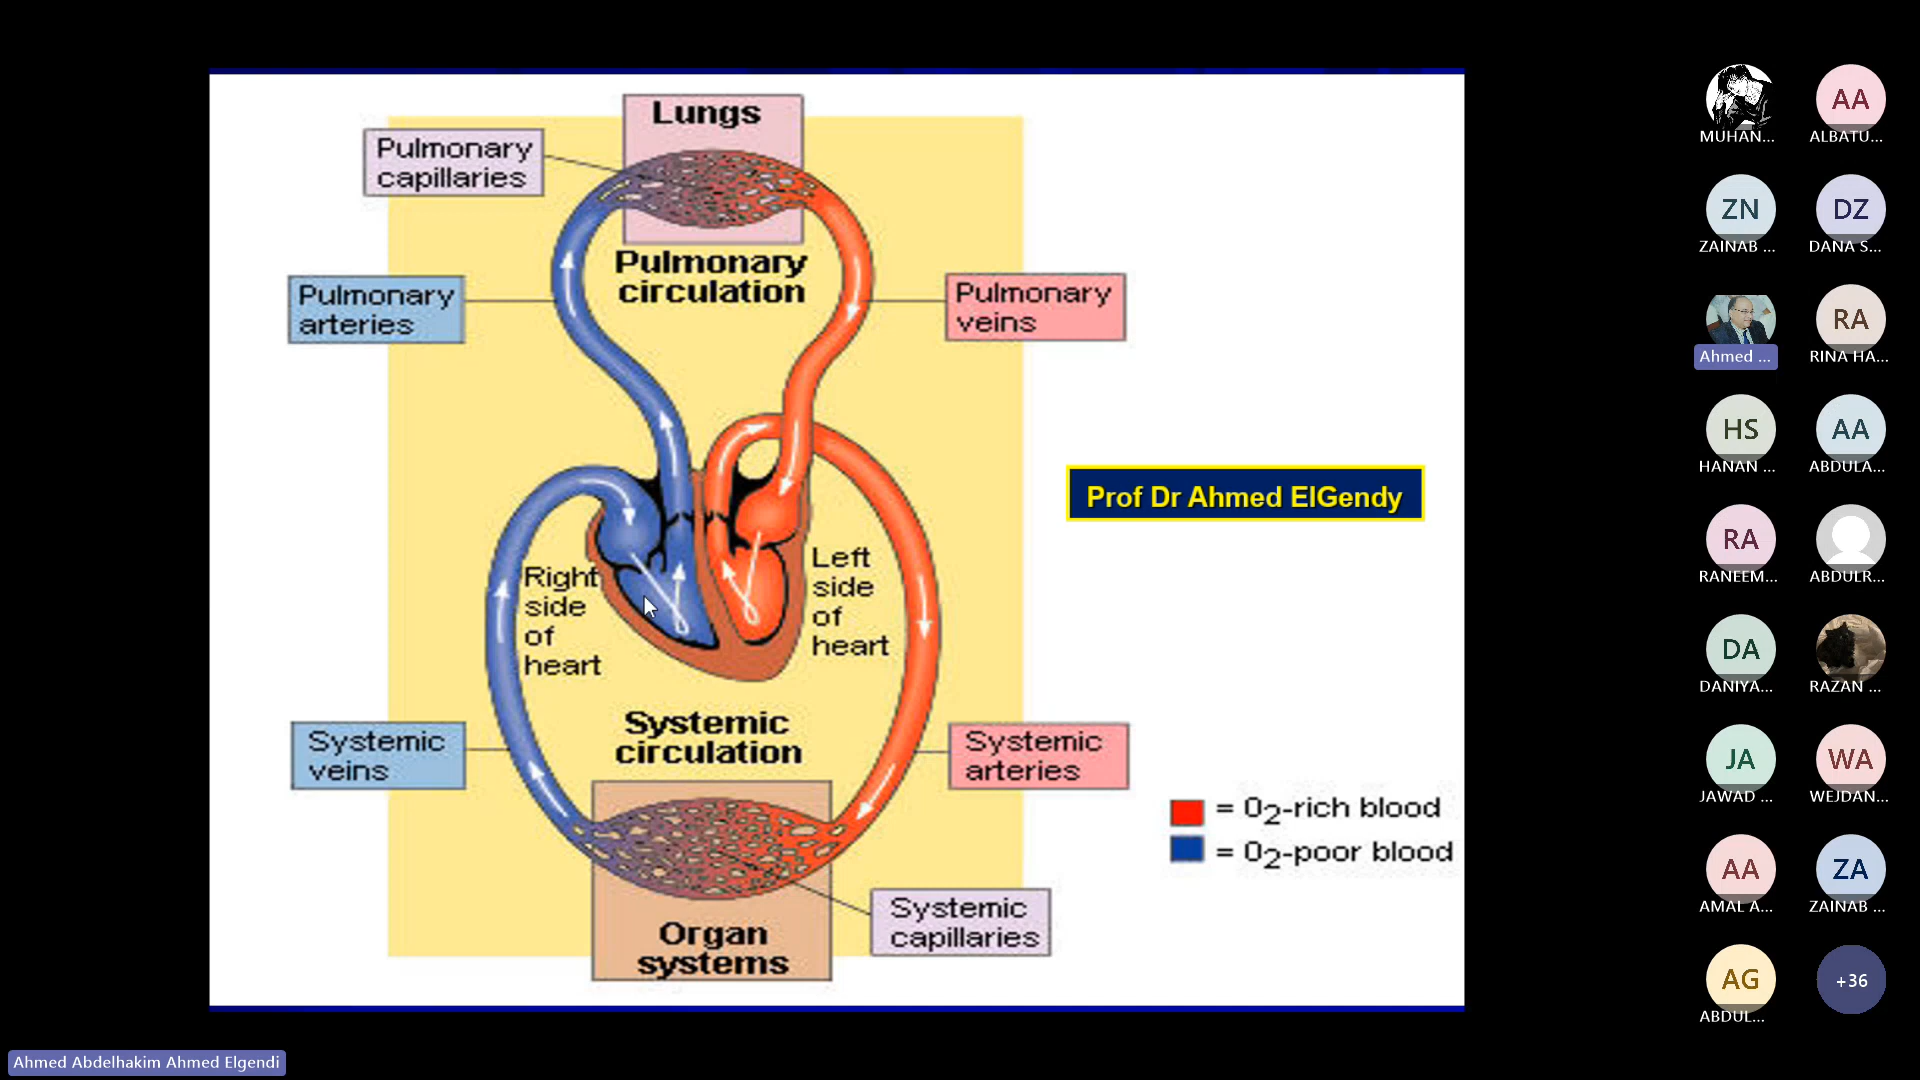 Lungs
Pulmonary
capillaries
Pulmonary
circulation
Pulmonary
arteries
Pulmonary
veins
Prof Dr Ahmed ElGendy
Right
side
of
heart
Left
side
of
heart
Systemic
circulation
Systemic
veins
Systemic
arteries
= 02-rich blood
= 02-poor blood
Systemic
capillaries
Organ
systems
MUHAN...
AA
ALBATU...
ZN
ZAINAB ...
DZ
DANA S...
Ahmed ...
RA
RINA HA...
HS
HANAN ...
AA
ABDULA...
RA
RANEEM...
ABDULR...
DA
DANIYA...
RAZAN ...
JA
JAWAD ...
WA
WEJDAN...
AA
AMAL A...
ZA
ZAINAB ...
AG
ABDUL...
+36
Ahmed Abdelhakim Ahmed Elgendi